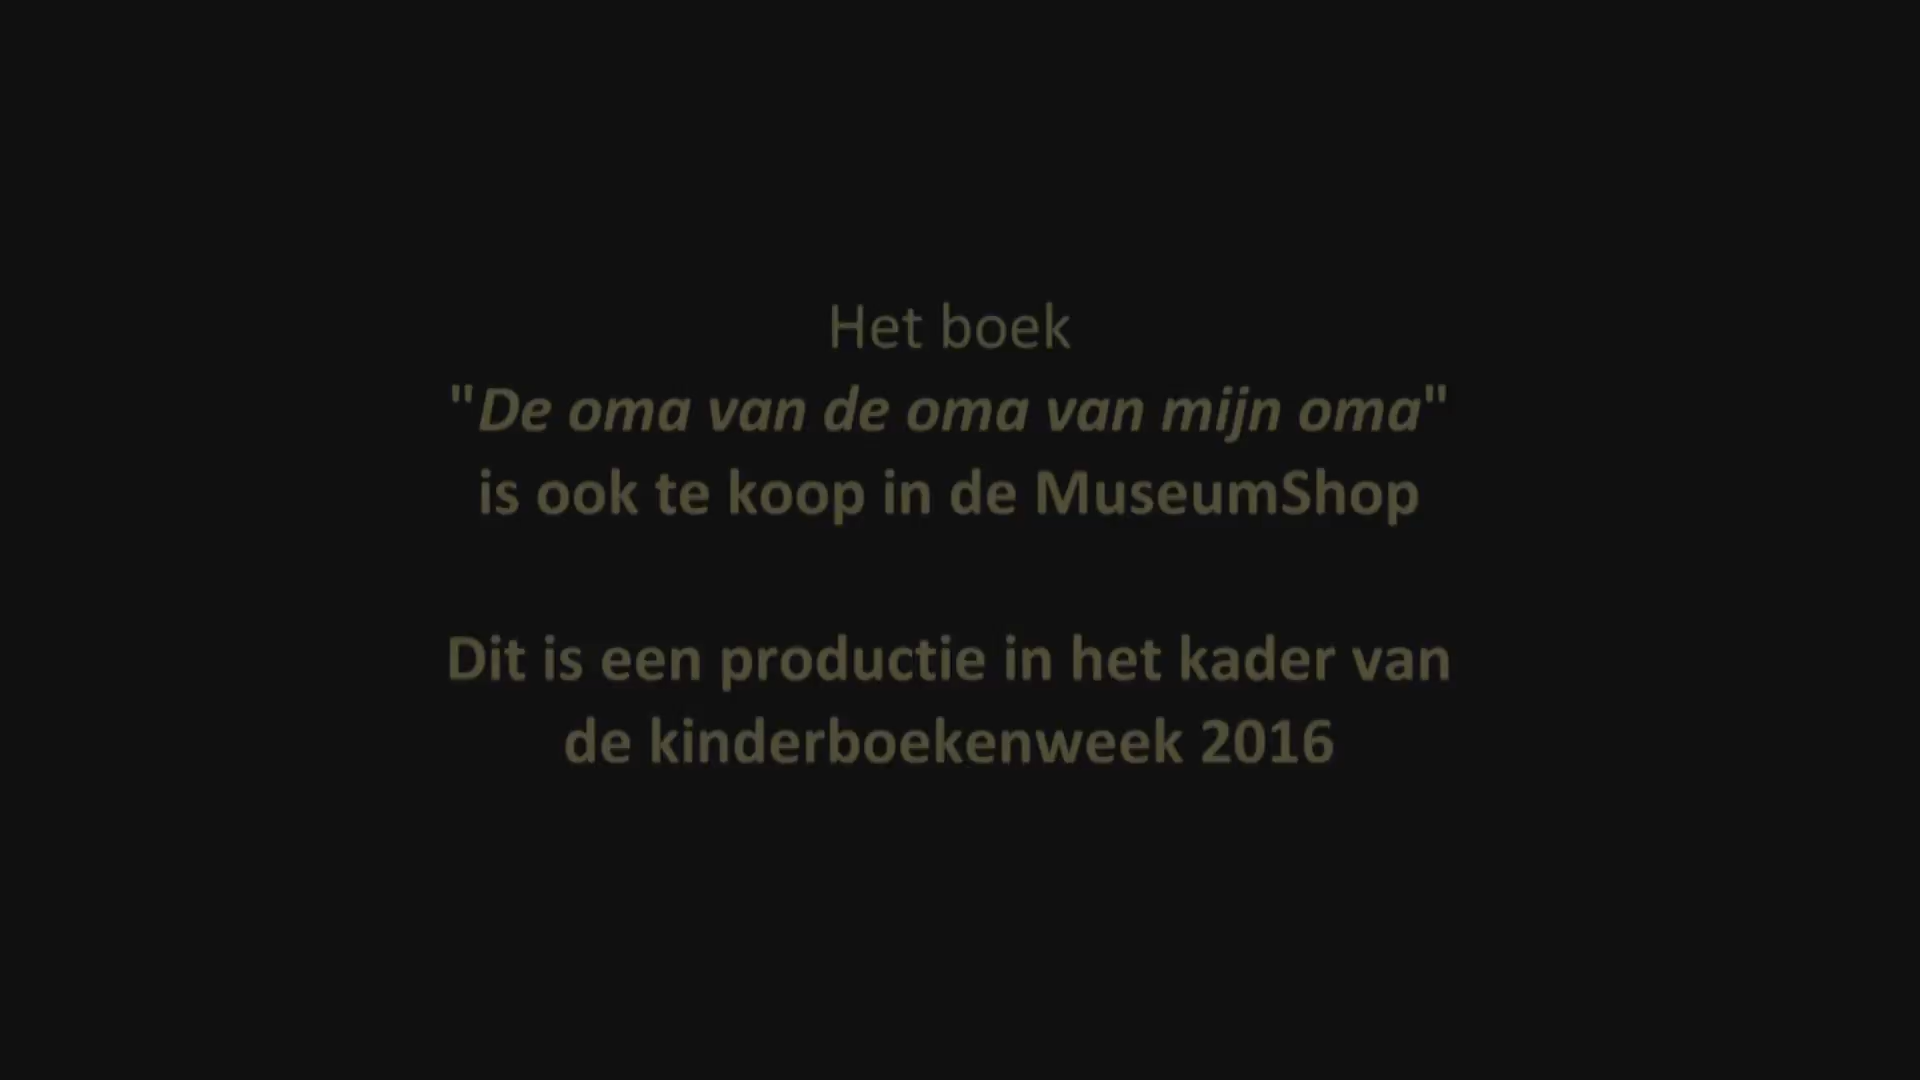 Het boek
"De oma van de oma van mijn oma"
is ook te koop in de MuseumShop
Dit is een productie in het kader van
de kinderboekenweek 2016